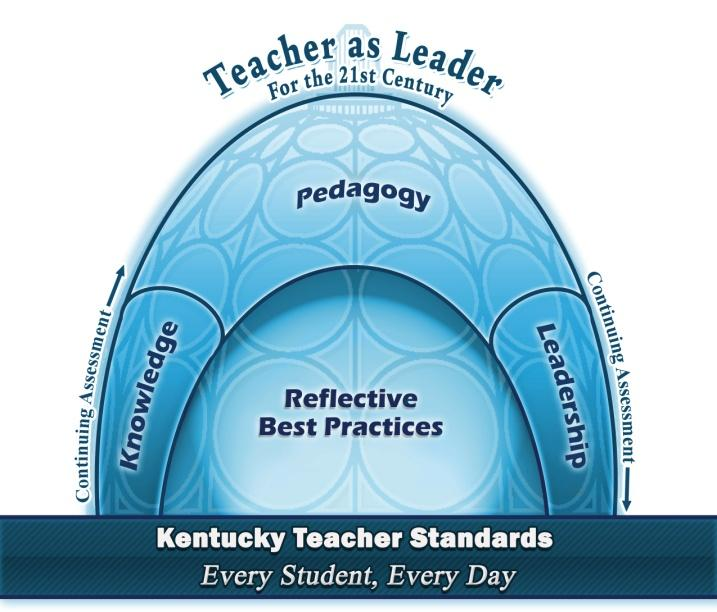 Teacher as Leader
For the 21st Century
Pedagogy
Continuing Assessment
Knowledge
Reflective
Best Practices
Leadership
Continuing Assessment
Kentucky Teacher Standards
Every Student, Every Day